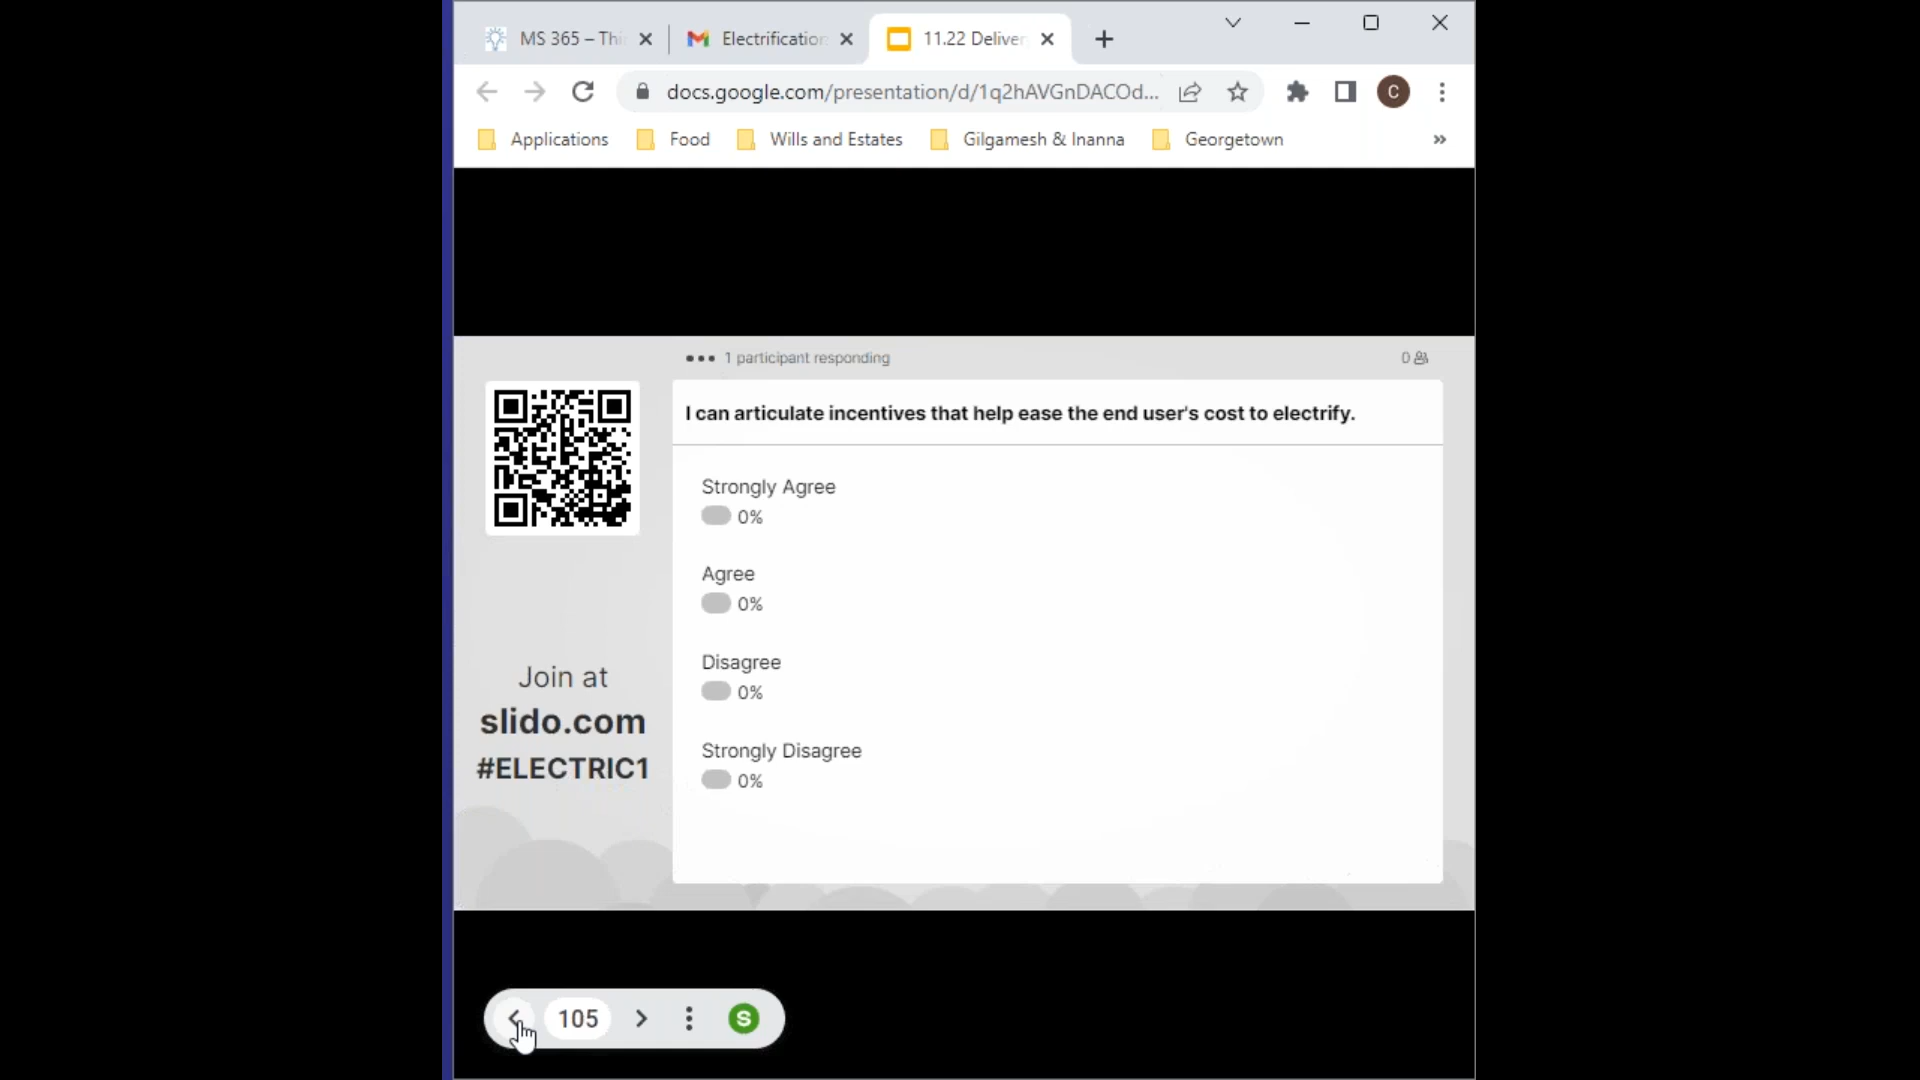 MS 365 – Thi
Electrification
11.22 Deliver
docs.google.com/presentation/d/1q2hAVGnDACOd...
C
Applications
Food
Wills and Estates
Gilgamesh & Inanna
Georgetown
1 participant responding
0
I can articulate incentives that help ease the end user's cost to electrify.
Strongly Agree
0%
Agree
0%
Disagree
0%
Strongly Disagree
0%
Join at
slido.com
#ELECTRIC1
105
S